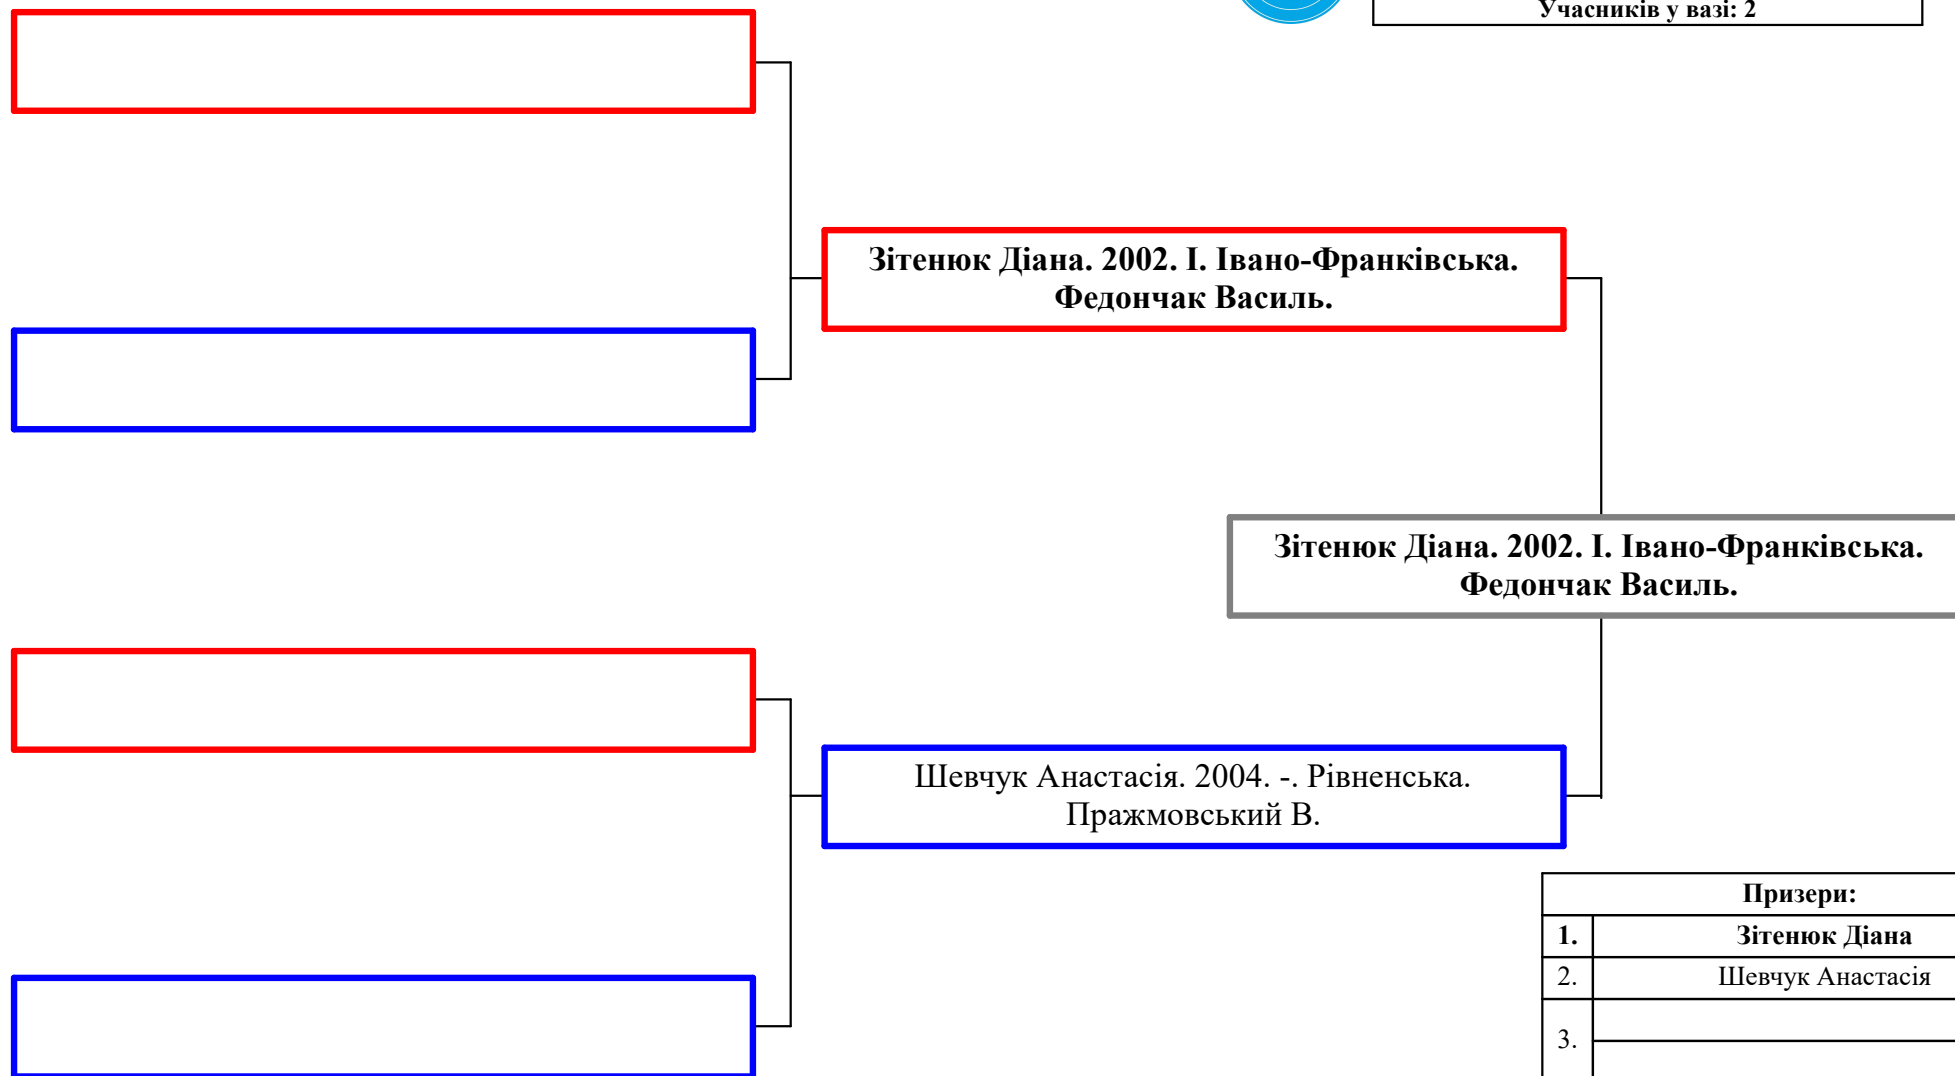 Учасників у вазі: 2
Зітенюк Діана. 2002. І. Івано-Франківська.
Федончак Василь.
Зітенюк Діана. 2002. І. Івано-Франківська.
Федончак Василь.
Шевчук Анастасія. 2004. -. Рівненська.
Пражмовський В.
Призери:
1. Зітенюк Діана
2. Шевчук Анастасія
3.